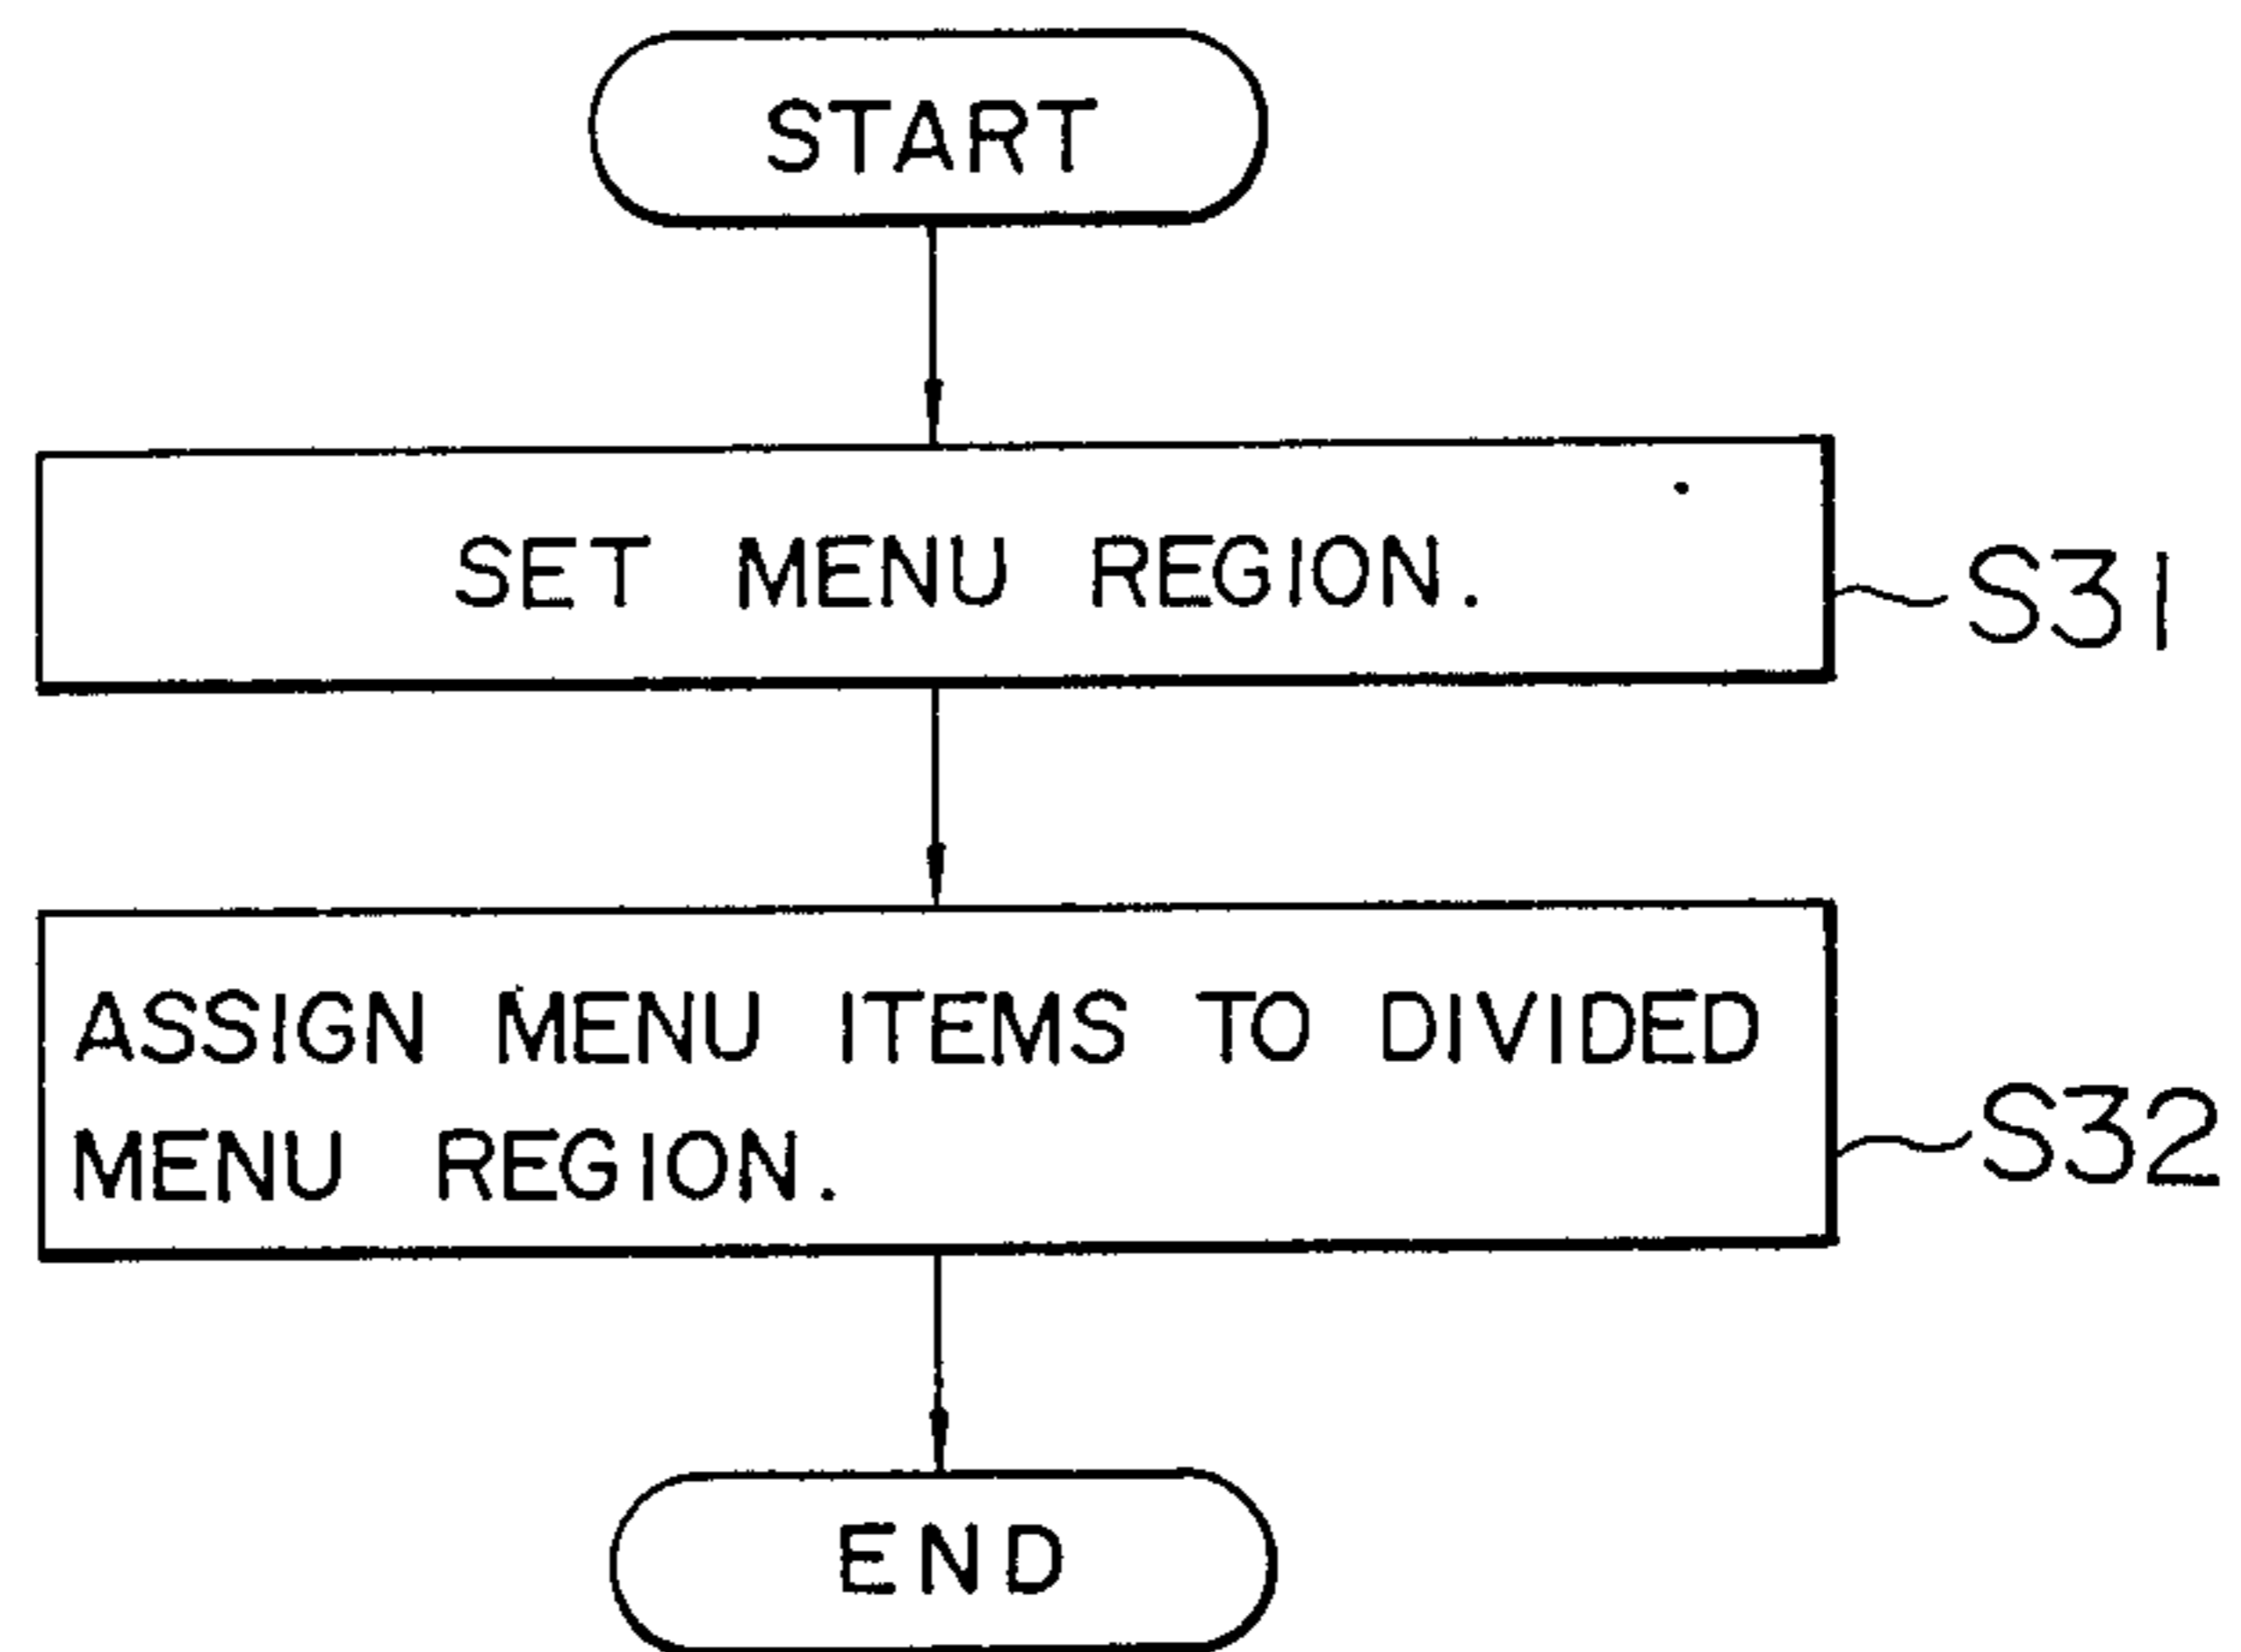 START
SET MENU REGION.
S31
ASSIGN MENU ITEMS TO DIVIDED
MENU REGION.
S32
END